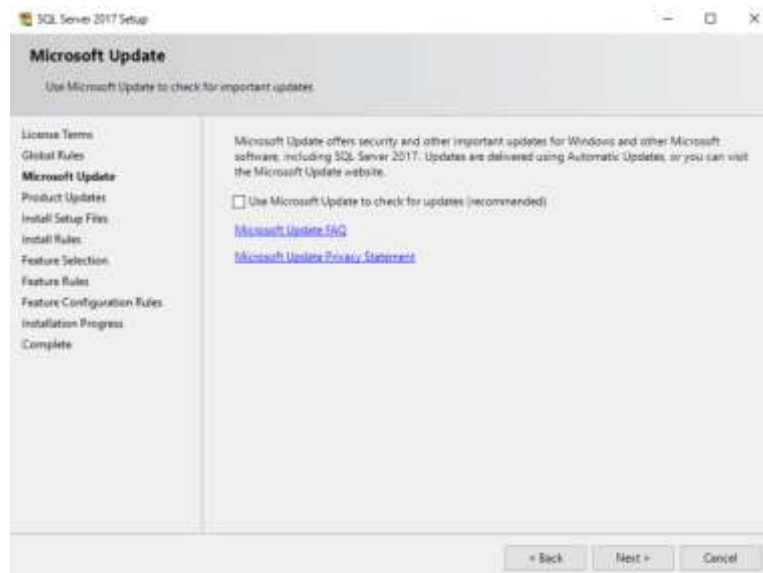 SQL Server 2017 Setup
Microsoft Update
Use Microsoft Update to check for important updates
License Terms
Global Rules
Microsoft Update
Product Updates
Install Setup Files
Install Rules
Feature Selection
Feature Rules
Feature Configuration Rules
Installation Progress
Complete
Microsoft Update offers security and other important updates for Windows and other Microsoft
software, including SQL Server 2017. Updates are delivered using Automatic Updates, or you can visit
the Microsoft Update website.
Use Microsoft Update to check for updates (recommended)
Microsoft Update FAQ
Microsoft Update Privacy Statement
< Back
Next >
Cancel